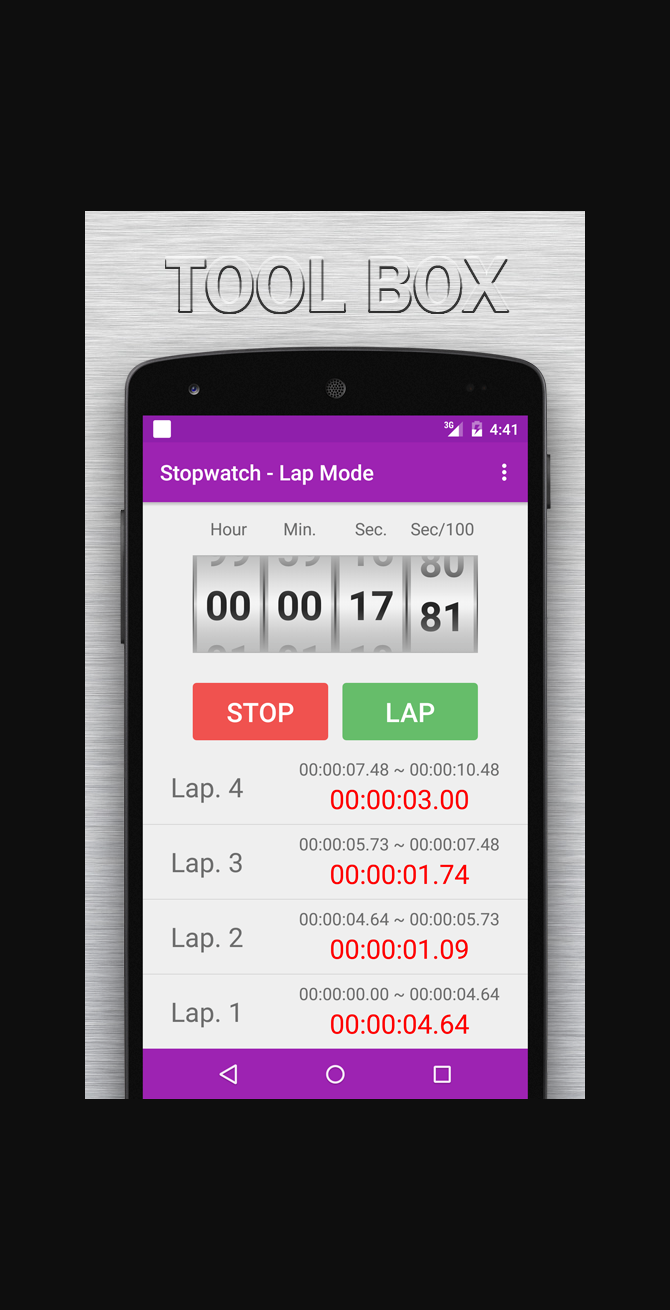 TOOL BOX
3G 4:41
Stopwatch - Lap Mode
Hour Min. Sec. Sec/100
80
00 00 17 81
STOP LAP
Lap. 4
00:00:07.48 ~ 00:00:10.48
00:00:03.00
Lap. 3
00:00:05.73 ~ 00:00:07.48
00:00:01.74
Lap. 2
00:00:04.64 ~ 00:00:05.73
00:00:01.09
Lap. 1
00:00:00.00 ~ 00:00:04.64
00:00:04.64